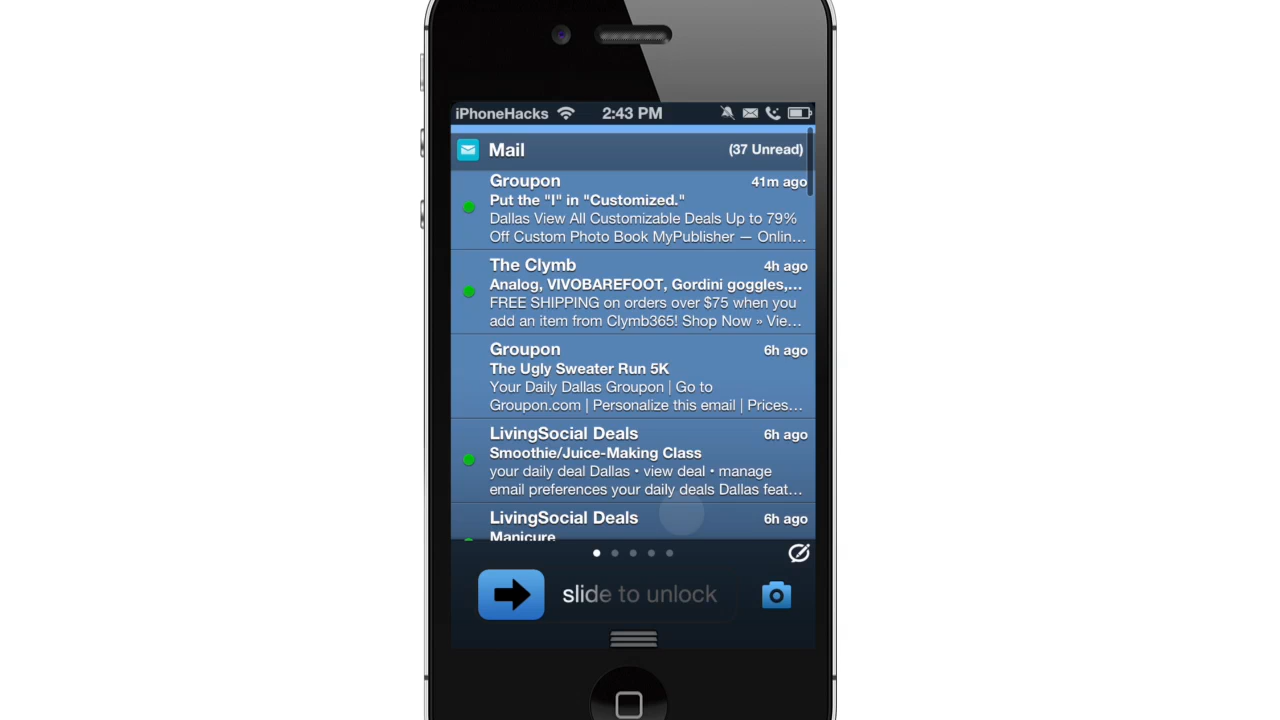 iPhoneHacks 2:43 PM
Mail (37 Unread)
Groupon 41m ago
Put the "I" in "Customized."
Dallas View All Customizable Deals Up to 79%
Off Custom Photo Book MyPublisher — Onlin...
The Clymb 4h ago
Analog, VIVOBAREFOOT, Gordini goggles,...
FREE SHIPPING on orders over $75 when you
add an item from Clymb365! Shop Now » Vie...
Groupon 6h ago
The Ugly Sweater Run 5K
Your Daily Dallas Groupon | Go to
Groupon.com | Personalize this email | Prices...
LivingSocial Deals 6h ago
Smoothie/Juice-Making Class
your daily deal Dallas • view deal • manage
email preferences your daily deals Dallas feat...
LivingSocial Deals 6h ago
Manicure
slide to unlock